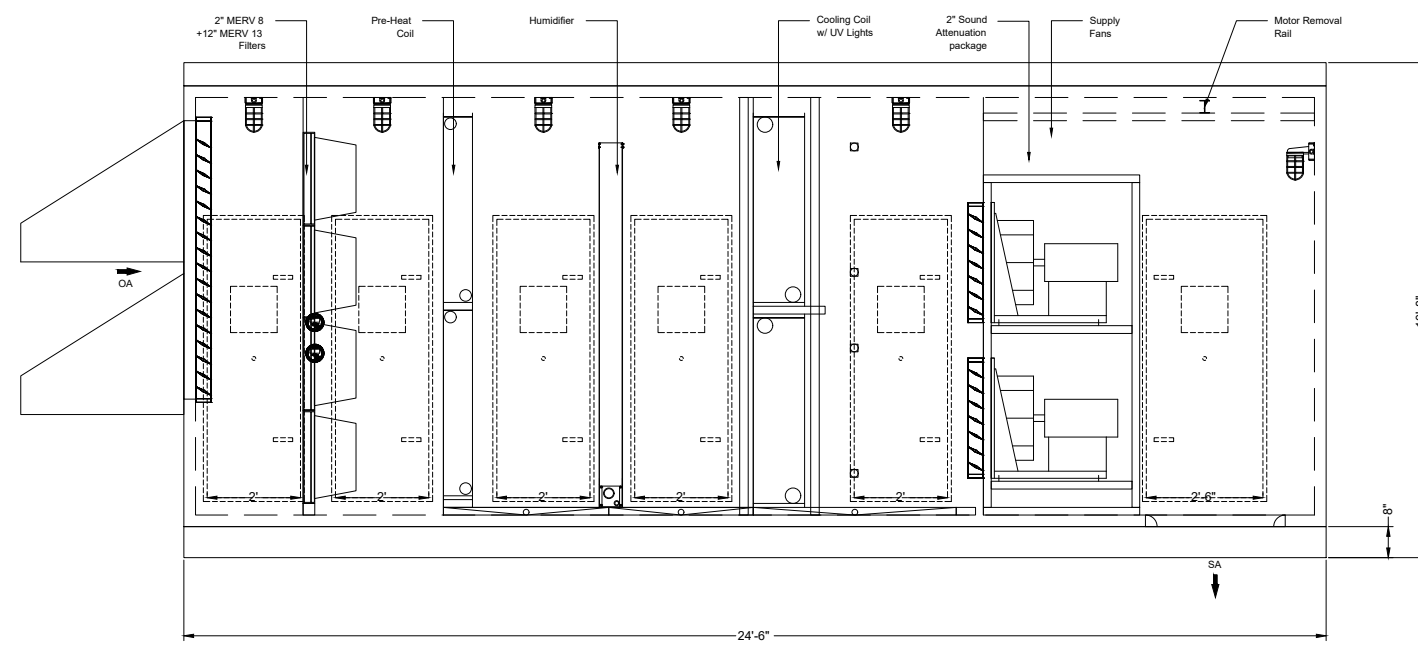 2" MERV 8
+12" MERV 13
Filters
Pre-Heat
Coil
Humidifier
Cooling Coil
w/ UV Lights
2" Sound
Attenuation
package
Supply
Fans
Motor Removal
Rail
OA
2'
2'
2'
2'
2'
2'-6"
8"
SA
24'-6"